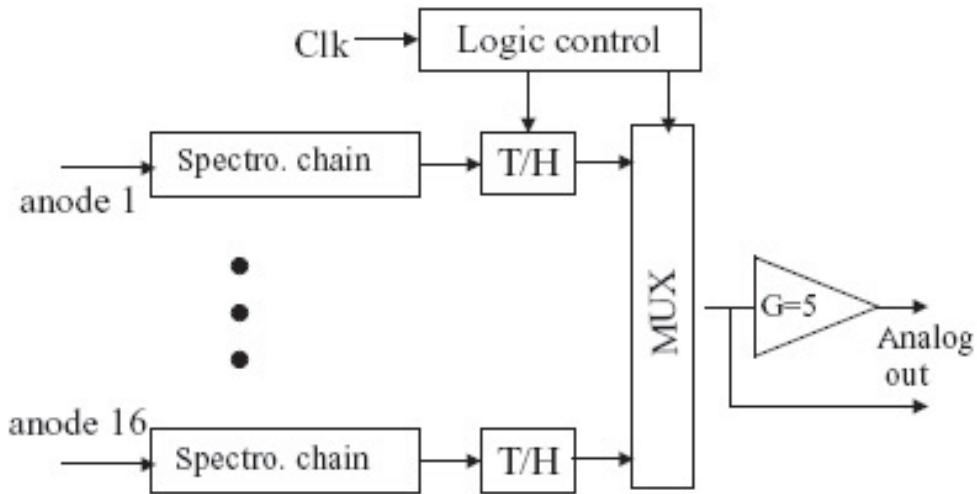 Clk
Logic control
Spectro. chain
T/H
anode 1
MUX
G=5
Analog
out
anode 16
Spectro. chain
T/H